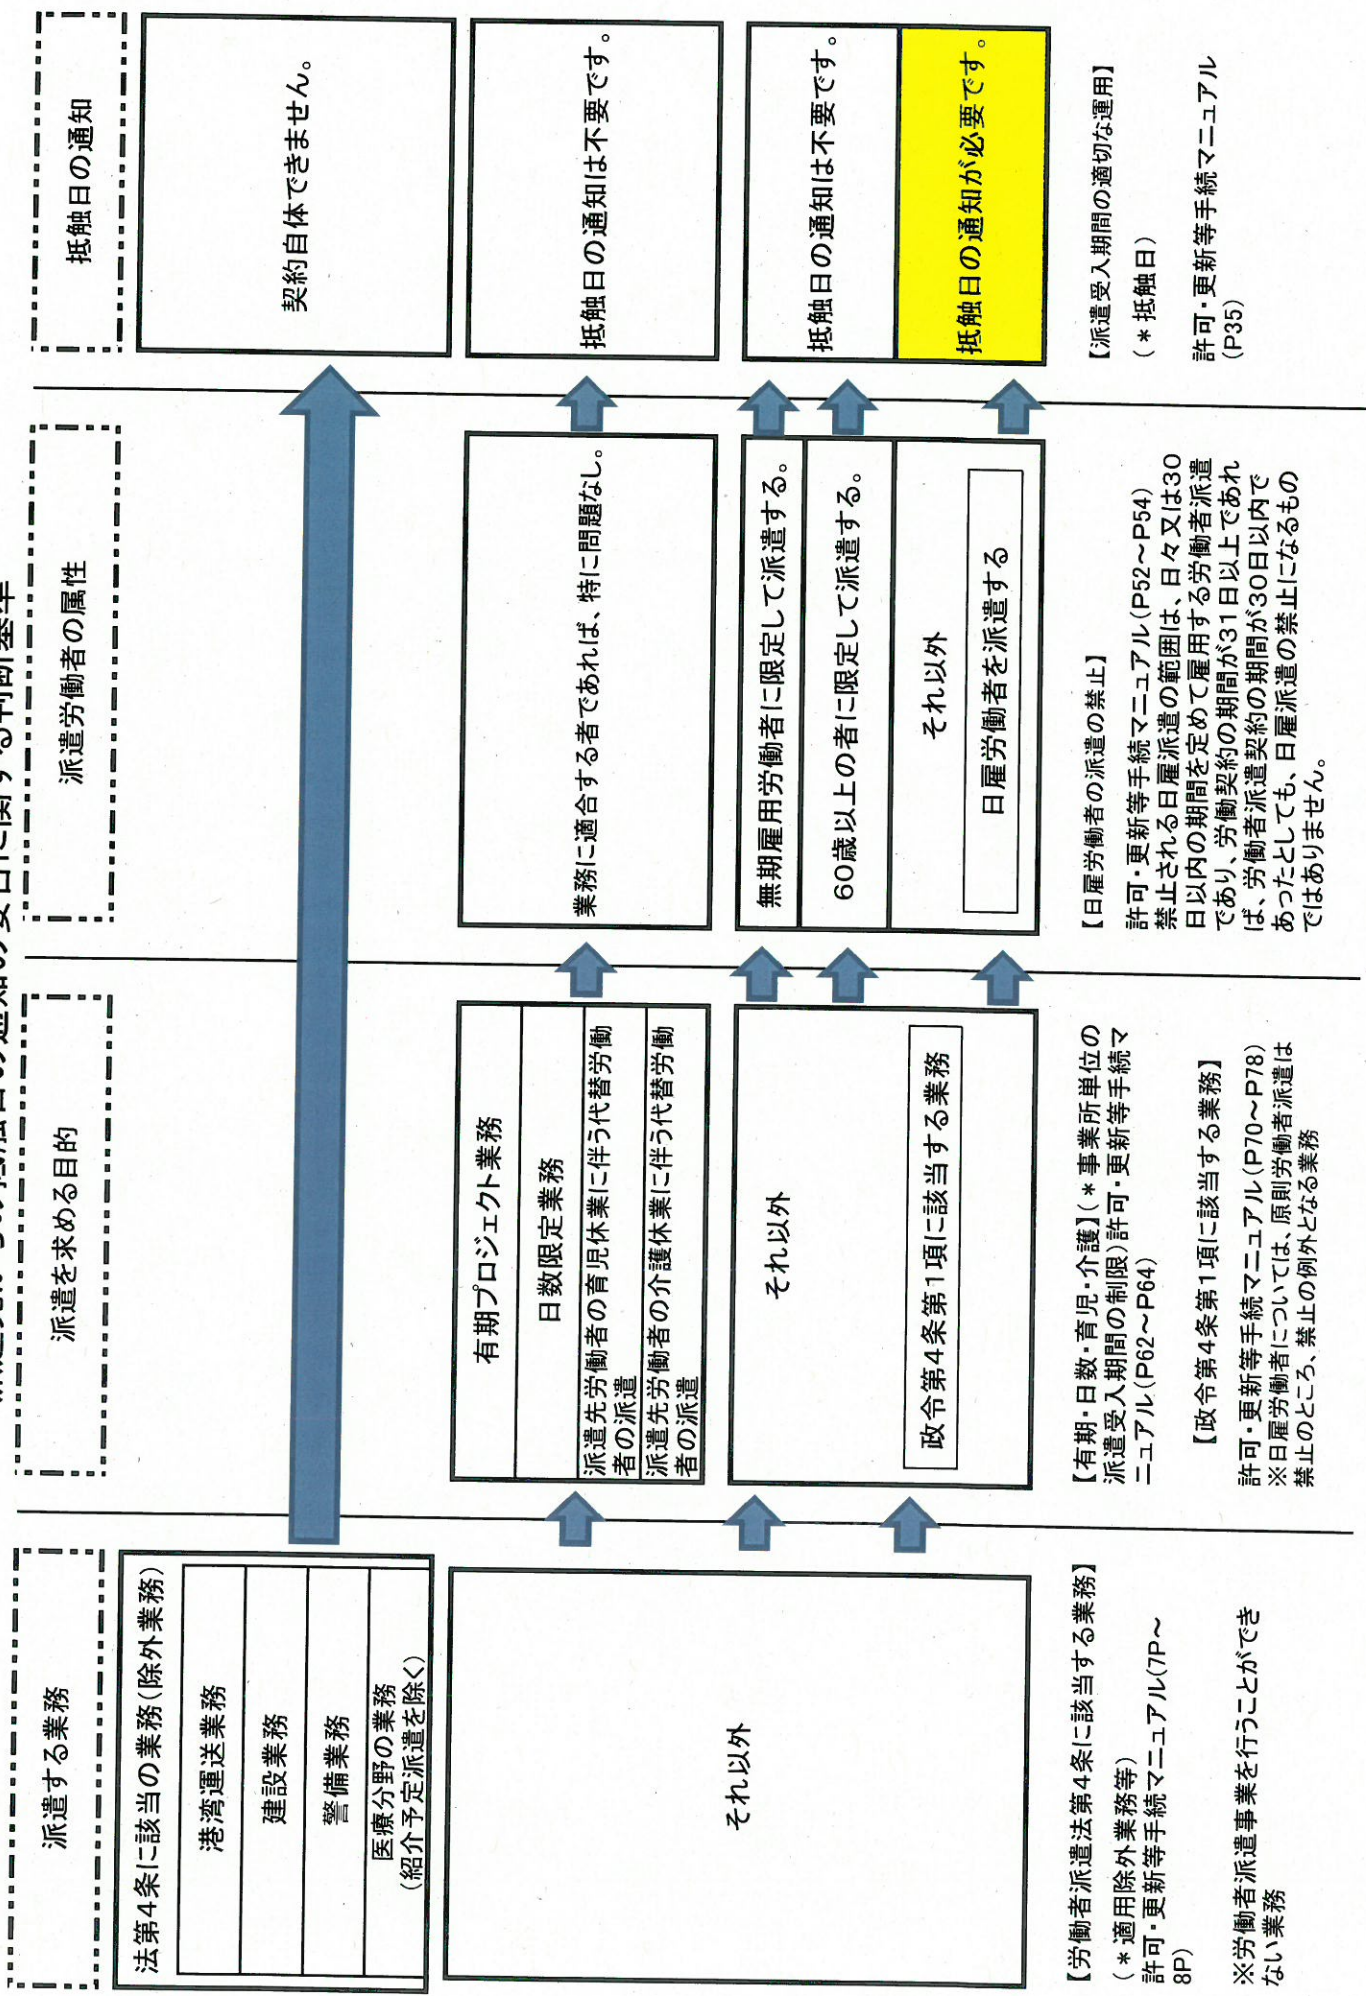 派遣する業務
法第4条に該当の業務(除外業務)
港湾運送業務
建設業務
警備業務
医療分野の業務
(紹介予定派遣を除く)
それ以外
【労働者派遣法第4条に該当する業務】
(*適用除外業務等)
許可・更新等手続マニュアル(7P～
8P)
※労働者派遣事業を行うことができ
ない業務
派遣を求める目的
有期プロジェクト業務
日数限定業務
派遣先労働者の育児休業に伴う代替労働
者の派遣
派遣先労働者の介護休業に伴う代替労働
者の派遣
それ以外
政令第4条第1項に該当する業務
【有期・日数・育児・介護】(*事業所単位の
派遣受入期間の制限)許可・更新等手続マ
ニュアル(P62～P64)
【政令第4条第1項に該当する業務】
許可・更新等手続マニュアル(P70～P78)
※日雇労働者については、原則労働者派遣は
禁止のところ、禁止の例外となる業務
派遣労働者の属性
業務に適合する者であれば、特に問題なし。
無期雇用労働者に限定して派遣する。
60歳以上の者に限定して派遣する。
それ以外
日雇労働者を派遣する
【日雇労働者の派遣の禁止】
許可・更新等手続マニュアル(P52～P54)
禁止される日雇派遣の範囲は、日々又は30
日以内の期間を定めて雇用する労働者派遣
であり、労働契約の期間が31日以上であれ
ば、労働者派遣契約の期間が30日以内で
あったとしても、日雇派遣の禁止になるもの
ではありません。
抵触日の通知
契約自体できません。
抵触日の通知は不要です。
抵触日の通知は不要です。
抵触日の通知が必要です。
【派遣受入期間の適切な運用】
(*抵触日)
許可・更新等手続マニュアル
(P35)